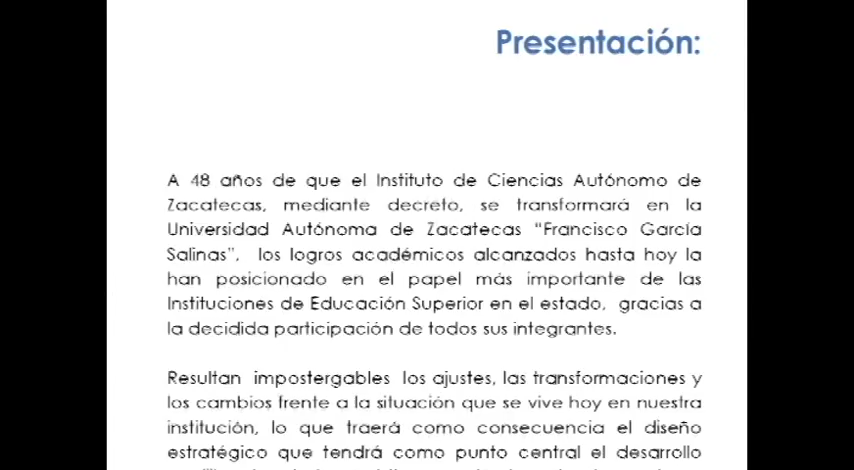 Presentación:
A 48 años de que el Instituto de Ciencias Autónomo de
Zacatecas, mediante decreto, se transformará en la
Universidad Autónoma de Zacatecas "Francisco García
Salinas", los logros académicos alcanzados hasta hoy la
han posicionado en el papel más importante de las
Instituciones de Educación Superior en el estado, gracias a
la decidida participación de todos sus integrantes.
Resultan impostergables los ajustes, las transformaciones y
los cambios frente a la situación que se vive hoy en nuestra
institución, lo que traerá como consecuencia el diseño
estratégico que tendrá como punto central el desarrollo